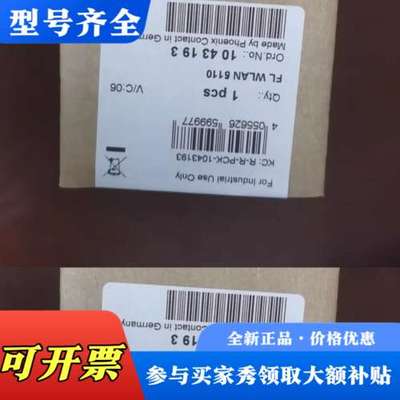 型号齐全
For Industrial Use Only
KC: R-R-PCK-1043193
4 055626 599977
Qty.: 1 pcs
V/C:06
FL WLAN 5110
Ord.No.: 10 43 19 3
Made by Phoenix Contact in Germany
Contact in Germany
19 3
可开票
全新正品·价格优惠
参与买家秀领取大额补贴